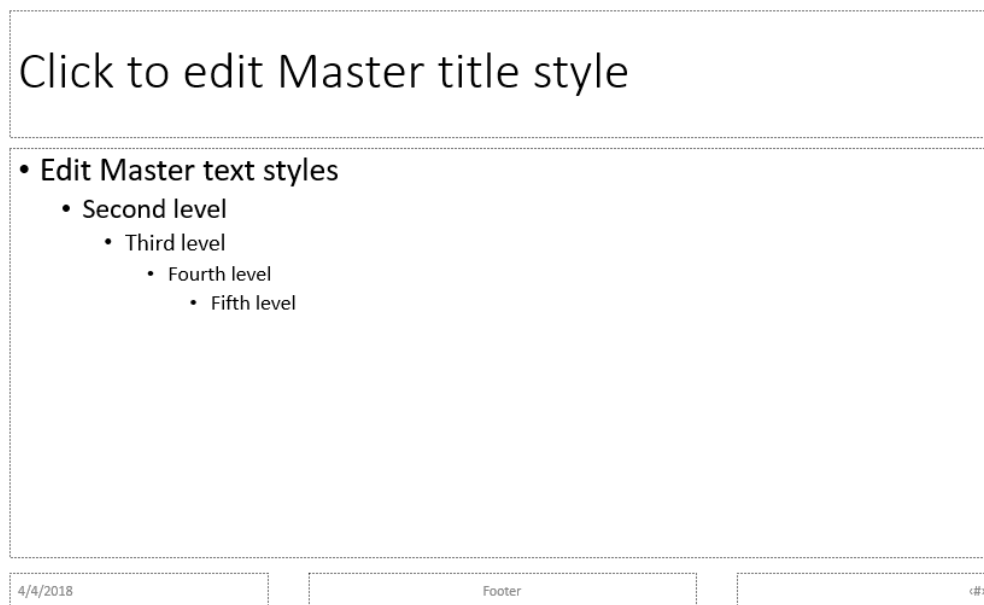 Click to edit Master title style
• Edit Master text styles
• Second level
• Third level
• Fourth level
• Fifth level
4/4/2018
Footer
‹#›